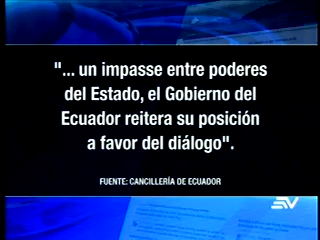 "... un impasse entre poderes
del Estado, el Gobierno del
Ecuador reitera su posición
a favor del diálogo".
FUENTE: CANCILLERÍA DE ECUADOR